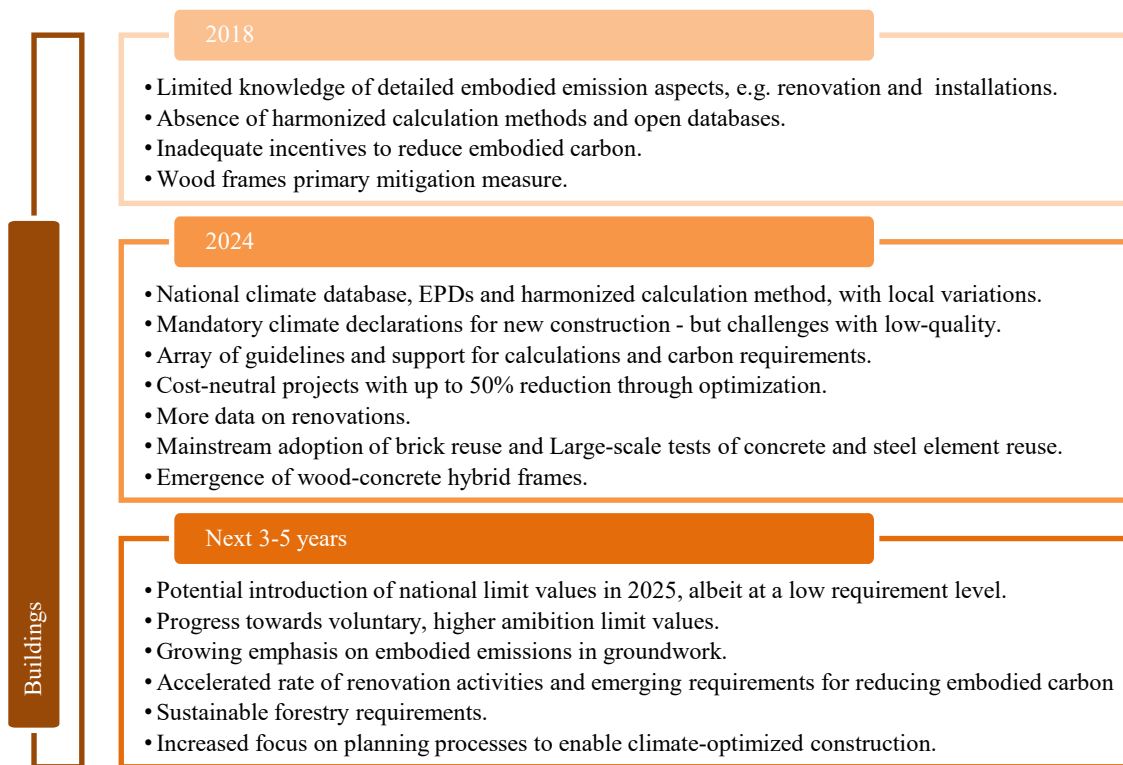 2018
• Limited knowledge of detailed embodied emission aspects, e.g. renovation and installations.
• Absence of harmonized calculation methods and open databases.
• Inadequate incentives to reduce embodied carbon.
• Wood frames primary mitigation measure.
2024
• National climate database, EPDs and harmonized calculation method, with local variations.
• Mandatory climate declarations for new construction - but challenges with low-quality.
• Array of guidelines and support for calculations and carbon requirements.
• Cost-neutral projects with up to 50% reduction through optimization.
• More data on renovations.
• Mainstream adoption of brick reuse and Large-scale tests of concrete and steel element reuse.
• Emergence of wood-concrete hybrid frames.
Next 3-5 years
• Potential introduction of national limit values in 2025, albeit at a low requirement level.
• Progress towards voluntary, higher amibition limit values.
• Growing emphasis on embodied emissions in groundwork.
• Accelerated rate of renovation activities and emerging requirements for reducing embodied carbon
• Sustainable forestry requirements.
• Increased focus on planning processes to enable climate-optimized construction.
Buildings